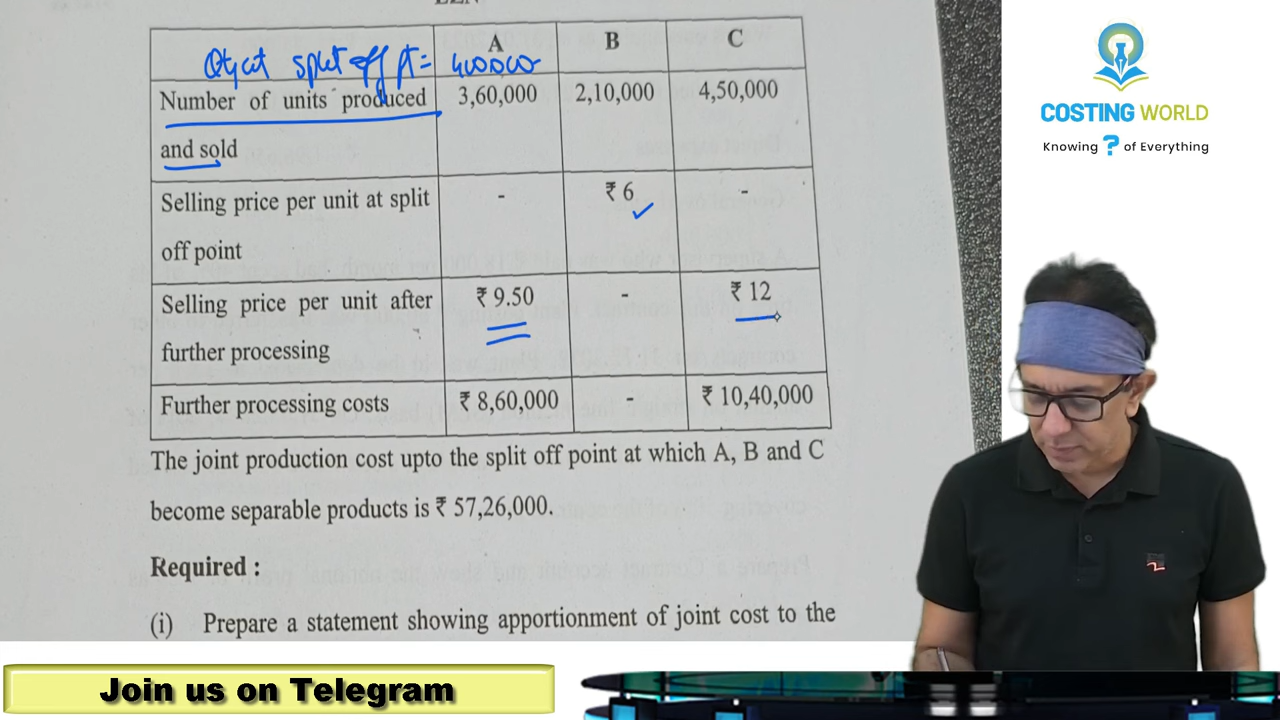 A B C
Qty at split off pt = 400000
Number of units produced and sold 3,60,000 2,10,000 4,50,000
Selling price per unit at split off point - ₹ 6 -
Selling price per unit after further processing ₹ 9.50 - ₹ 12
Further processing costs ₹ 8,60,000 ₹ 10,40,000
The joint production cost upto the split off point at which A, B and C
become separable products is ₹ 57,26,000.
Required :
(i) Prepare a statement showing apportionment of joint cost to the
COSTING WORLD
Knowing ? of Everything
Join us on Telegram